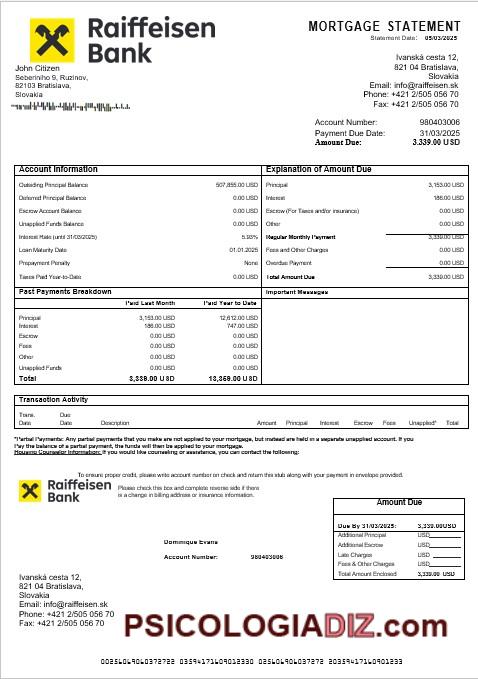 Raiffeisen
Bank
MORTGAGE STATEMENT
Statement Date: 05/03/2025
John Citizen
Seberíniho 9, Ruzinov,
82103 Bratislava,
Slovakia
Ivanská cesta 12,
821 04 Bratislava,
Slovakia
Email: info@raiffeisen.sk
Phone: +421 2/505 056 70
Fax: +421 2/505 056 70
Account Number: 980403006
Payment Due Date: 31/03/2025
Amount Due: 3.339.00 USD
Account Information
Outsiding Principal Balance 507,855.00 USD
Deferred Principal Balance 0.00 USD
Escrow Account Balance 0.00 USD
Unapplied Funds Balance 0.00 USD
Interest Rate (until 31/03/2025) 5.93%
Loan Maturity Date 01.01.2025
Prepayment Penalty None
Taxes Paid Year-to-Date 0.00 USD
Explanation of Amount Due
Principal 3,153.00 USD
Interest 186.00 USD
Escrow (For Taxes and/or insurance) 0.00 USD
Other 0.00 USD
Regular Monthly Payment 3,339.00 USD
Fees and Other Charges 0.00 USD
Overdue Payment 0.00 USD
Total Amount Due 3,339.00 USD
Past Payments Breakdown
Paid Last Month Paid Year to Date
Principal 3,153.00 USD 12,612.00 USD
Interest 186.00 USD 747.00 USD
Escrow 0.00 USD 0.00 USD
Fees 0.00 USD 0.00 USD
Other 0.00 USD 0.00 USD
Unapplied Funds 0.00 USD 0.00 USD
Total 3,339.00 USD 13,359.00 USD
Important Messages
Transaction Activity
Trans. Due
Date Date Description Amount Principal Interest Escrow Fees Unapplied* Total
*Partial Payments: Any partial payments that you make are not applied to your mortgage, but instead are held in a separate unapplied account. If you
Pay the balance of a partial payment, the funds will then be applied to your mortgage.
Housing Counselor Information: If you would like counseling or assistance, you can contact the following:
To ensure proper credit, please write account number on check and return this stub along with your payment in envelope provided.
Raiffeisen
Bank
Please check this box and complete reverse side if there
is a change in billing address or insurance information.
Dominique Evans
Account Number: 980403006
Amount Due
Due By 31/03/2025: 3,339.00USD
Additional Principal USD
Additional Escrow USD
Late Charges USD
Fees & Other Charges USD
Total Amount Enclosed 3,339.00 USD
Ivanská cesta 12,
821 04 Bratislava,
Slovakia
Email: info@raiffeisen.sk
Phone: +421 2/505 056 70
Fax: +421 2/505 056 70
PSICOLOGIADIZ.com